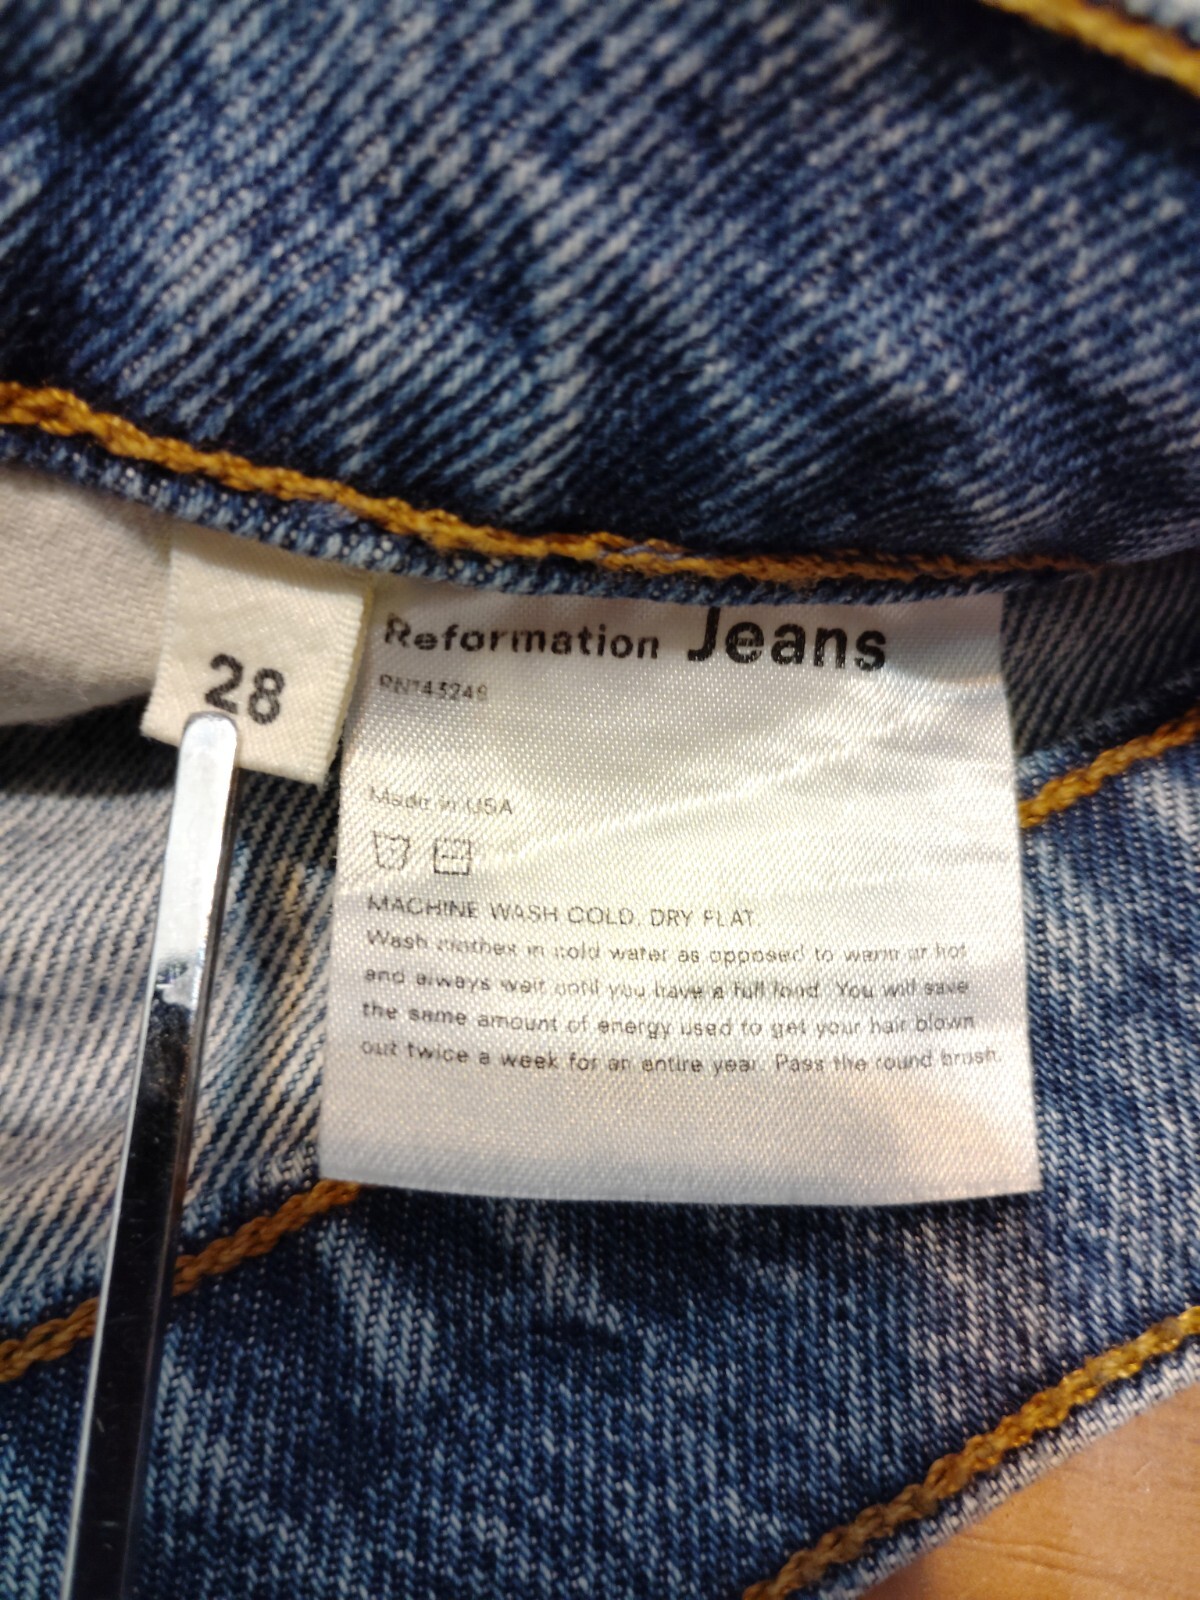 28
Reformation Jeans
RN143248
Made in USA
MACHINE WASH COLD. DRY FLAT.
Wash clothes in cold water as opposed to warm or hot
and always wait until you have a full load. You will save
the same amount of energy used to get your hair blown
out twice a week for an entire year. Pass the round brush.